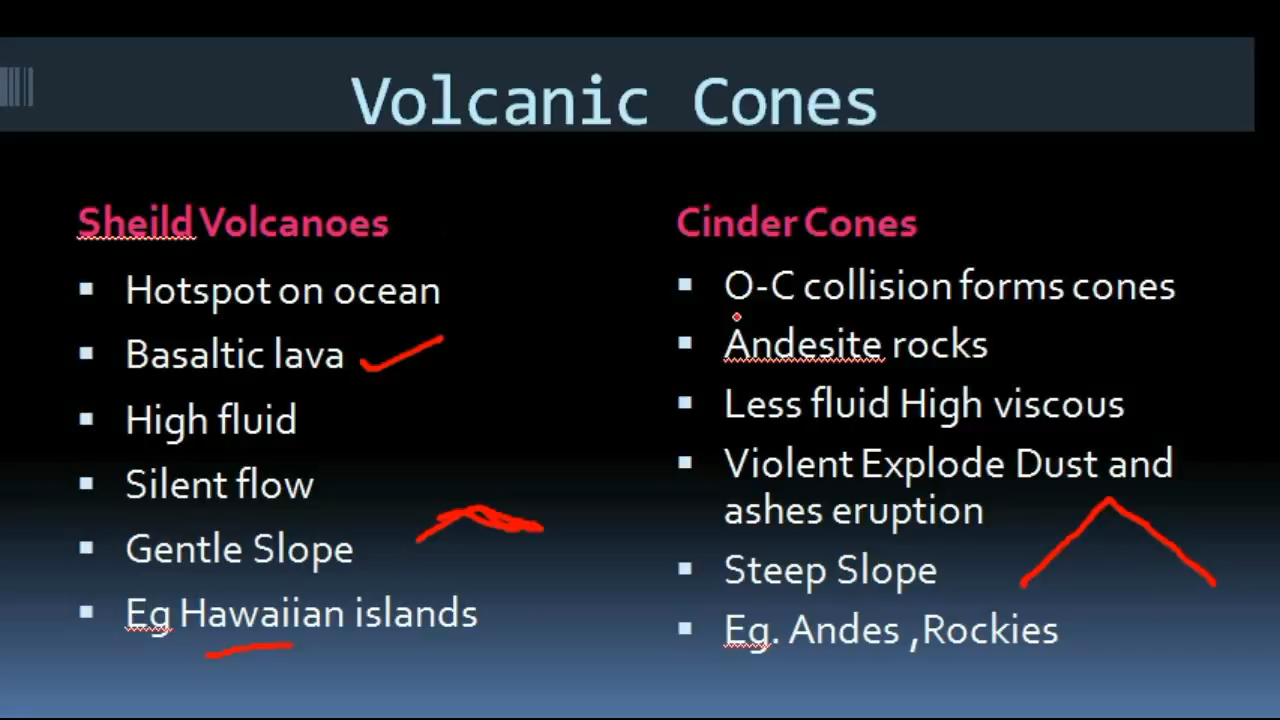 Volcanic Cones
Sheild Volcanoes
▪ Hotspot on ocean
▪ Basaltic lava
▪ High fluid
▪ Silent flow
▪ Gentle Slope
▪ Eg Hawaiian islands
Cinder Cones
▪ O-C collision forms cones
▪ Andesite rocks
▪ Less fluid High viscous
▪ Violent Explode Dust and
ashes eruption
▪ Steep Slope
▪ Eg. Andes ,Rockies